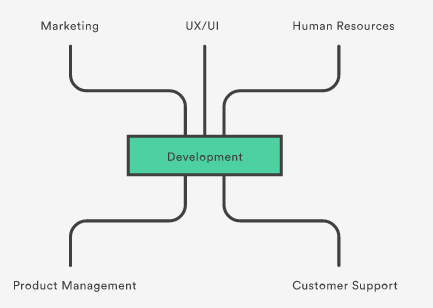 Marketing
UX/UI
Human Resources
Development
Product Management
Customer Support